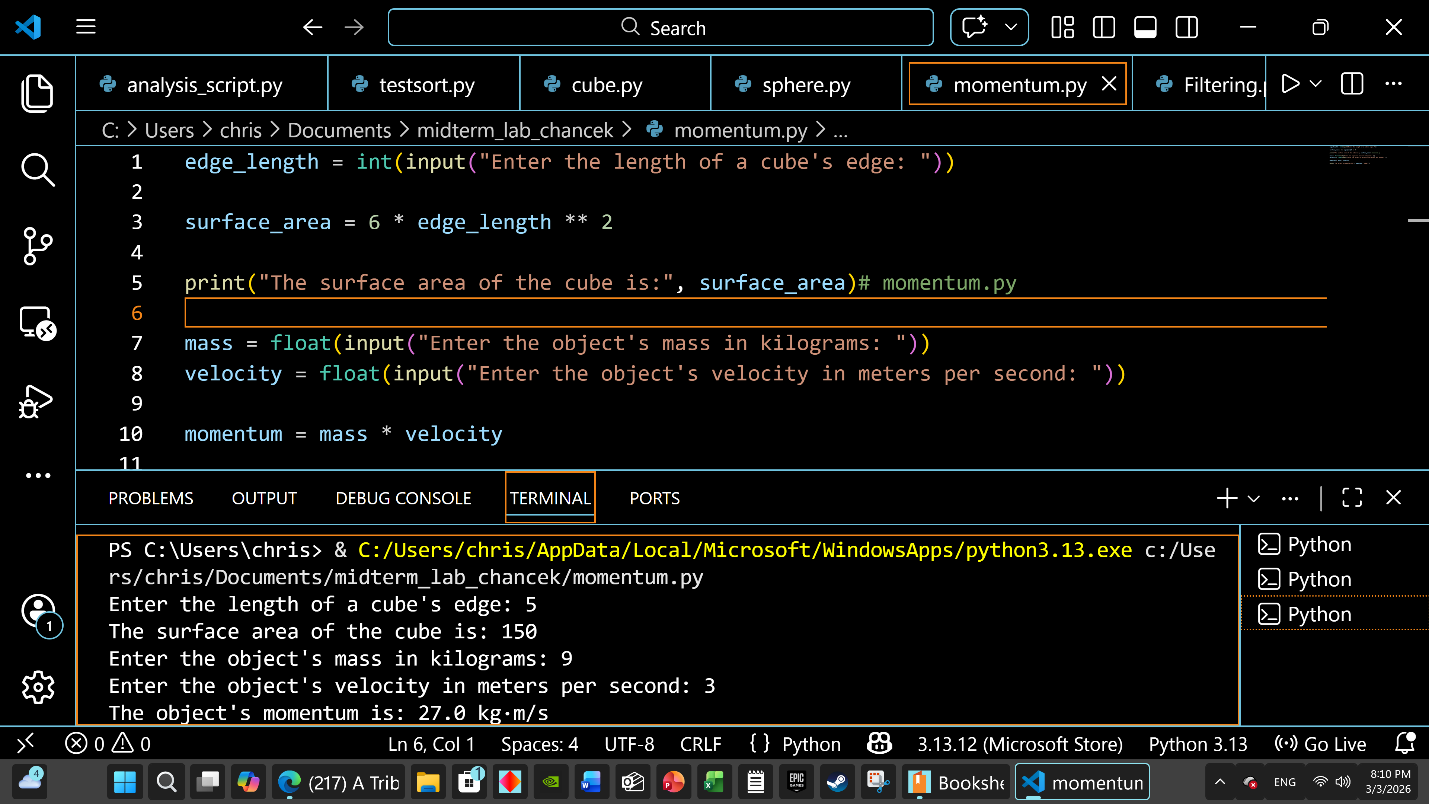 Search
analysis_script.py
testsort.py
cube.py
sphere.py
momentum.py
Filtering.p
C: > Users > chris > Documents > midterm_lab_chancek > momentum.py > ...
1 edge_length = int(input("Enter the length of a cube's edge: "))
2
3 surface_area = 6 * edge_length ** 2
4
5 print("The surface area of the cube is:", surface_area)# momentum.py
6
7 mass = float(input("Enter the object's mass in kilograms: "))
8 velocity = float(input("Enter the object's velocity in meters per second: "))
9
10 momentum = mass * velocity
11
PROBLEMS OUTPUT DEBUG CONSOLE TERMINAL PORTS
PS C:\Users\chris> & C:/Users/chris/AppData/Local/Microsoft/WindowsApps/python3.13.exe c:/Use
rs/chris/Documents/midterm_lab_chancek/momentum.py
Enter the length of a cube's edge: 5
The surface area of the cube is: 150
Enter the object's mass in kilograms: 9
Enter the object's velocity in meters per second: 3
The object's momentum is: 27.0 kg·m/s
Python
Python
Python
1
0 0 Ln 6, Col 1 Spaces: 4 UTF-8 CRLF { } Python 3.13.12 (Microsoft Store) Python 3.13 Go Live
4
(217) A Trib
1
EPIC GAMES
Bookshe
momentun
ENG
8:10 PM
3/3/2026